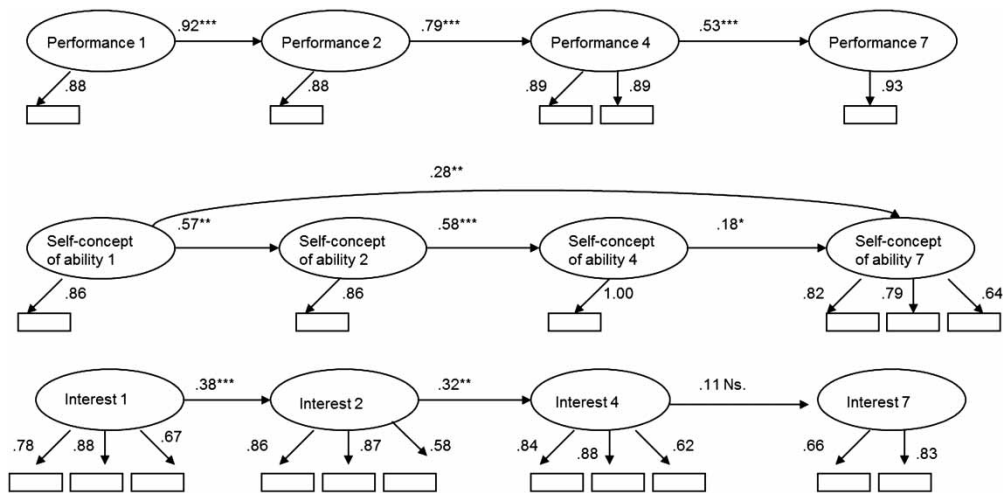 .92***
.79***
.53***
Performance 1
Performance 2
Performance 4
Performance 7
.88
.88
.89
.89
.93
.28**
.57**
.58***
.18*
Self-concept
of ability 1
Self-concept
of ability 2
Self-concept
of ability 4
Self-concept
of ability 7
.86
.86
1.00
.82
.79
.64
.38***
.32**
.11 Ns.
Interest 1
Interest 2
Interest 4
Interest 7
.78
.88
.67
.86
.87
.58
.84
.88
.62
.66
.83